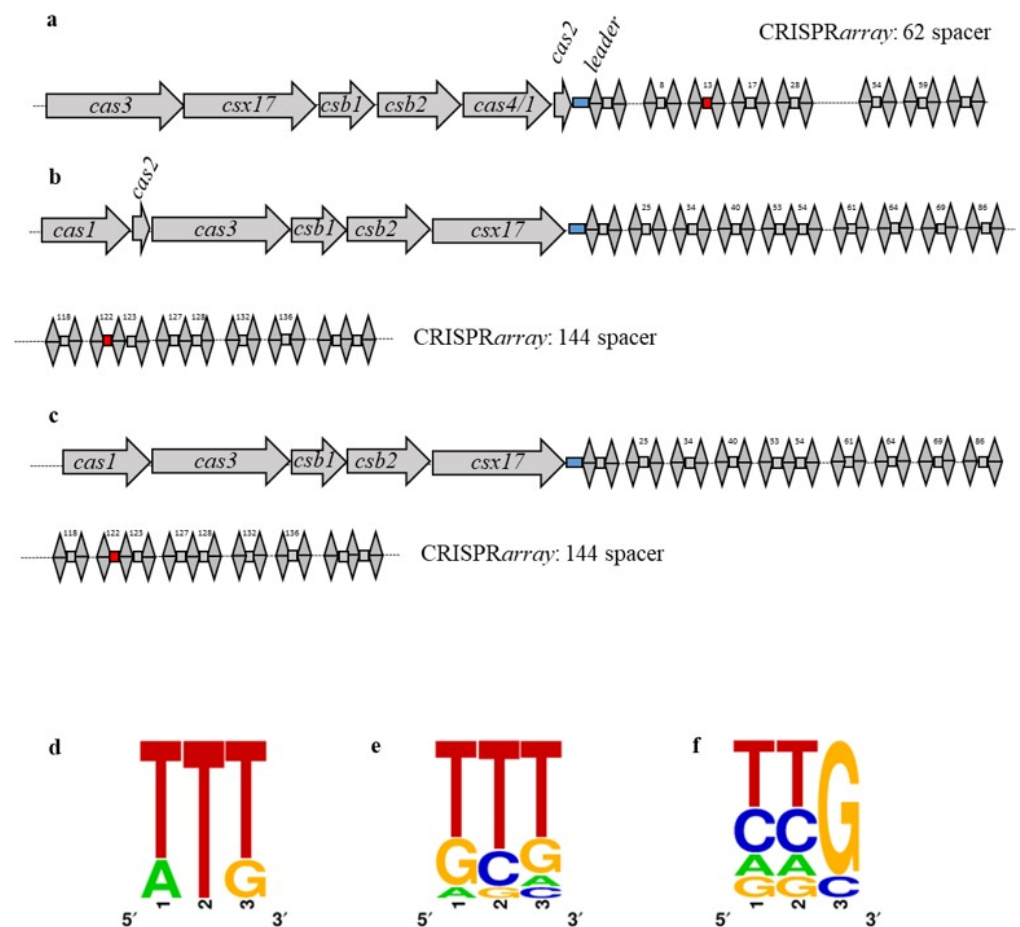 a
CRISPRarray: 62 spacer
cas2 leader
cas3 csx17 csb1 csb2 cas4/1
8 13 17 28 54 59
b
cas2
cas1 cas3 csb1 csb2 csx17
25 34 40 53 54 61 64 69 86
118 122 123 127 128 132 136
CRISPRarray: 144 spacer
c
cas1 cas3 csb1 csb2 csx17
25 34 40 53 54 61 64 69 86
118 122 123 127 128 132 136
CRISPRarray: 144 spacer
d e f
T T T T T T T T G
A G G C G C C
A G A C A A G G C
1 2 3 1 2 3 1 2 3
5′ 3′ 5′ 3′ 5′ 3′